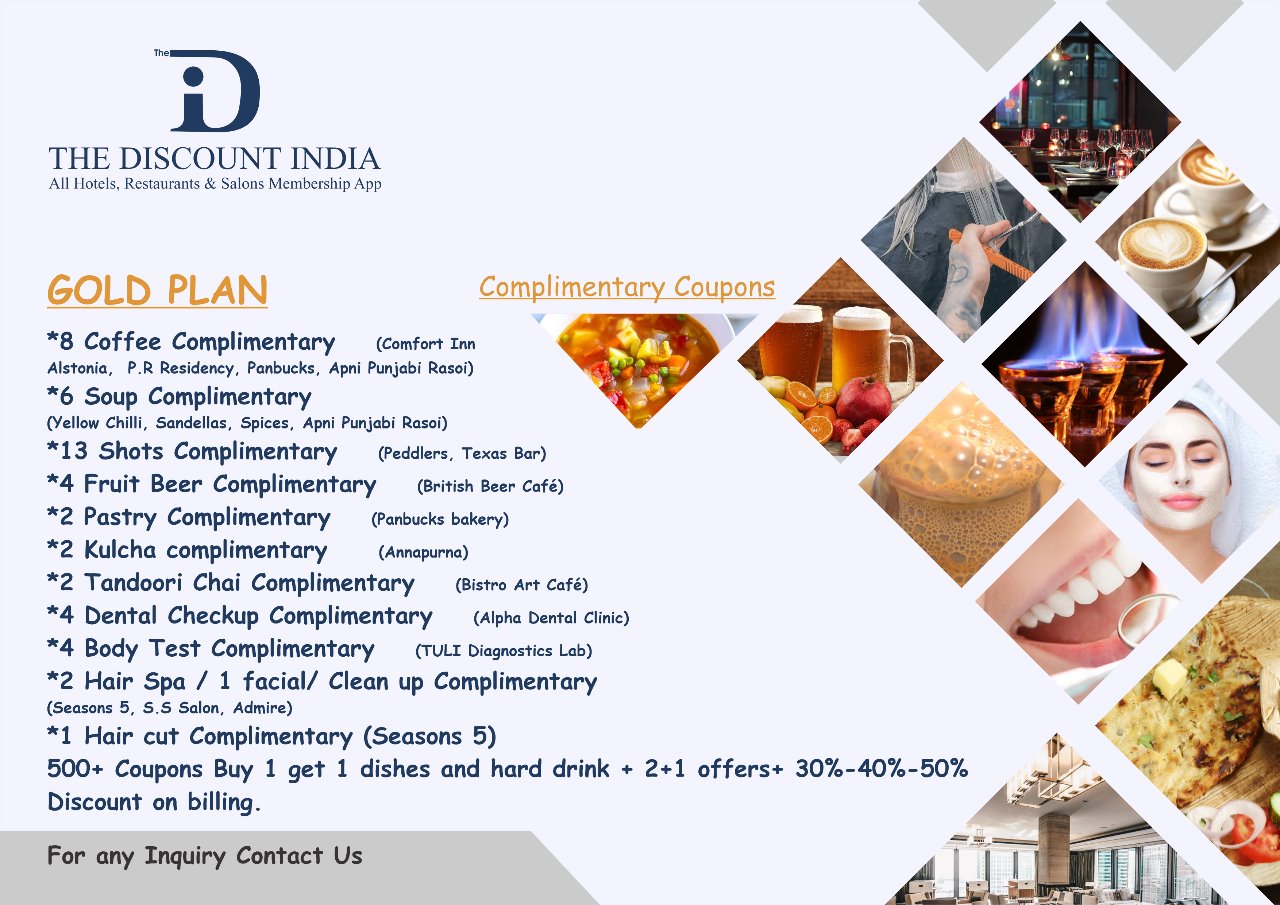 The
iD
THE DISCOUNT INDIA
All Hotels, Restaurants & Salons Membership App
GOLD PLAN
Complimentary Coupons
*8 Coffee Complimentary (Comfort Inn
Alstonia, P.R Residency, Panbucks, Apni Punjabi Rasoi)
*6 Soup Complimentary
(Yellow Chilli, Sandellas, Spices, Apni Punjabi Rasoi)
*13 Shots Complimentary (Peddlers, Texas Bar)
*4 Fruit Beer Complimentary (British Beer Café)
*2 Pastry Complimentary (Panbucks bakery)
*2 Kulcha complimentary (Annapurna)
*2 Tandoori Chai Complimentary (Bistro Art Café)
*4 Dental Checkup Complimentary (Alpha Dental Clinic)
*4 Body Test Complimentary (TULI Diagnostics Lab)
*2 Hair Spa / 1 facial/ Clean up Complimentary
(Seasons 5, S.S Salon, Admire)
*1 Hair cut Complimentary (Seasons 5)
500+ Coupons Buy 1 get 1 dishes and hard drink + 2+1 offers+ 30%-40%-50%
Discount on billing.
For any Inquiry Contact Us